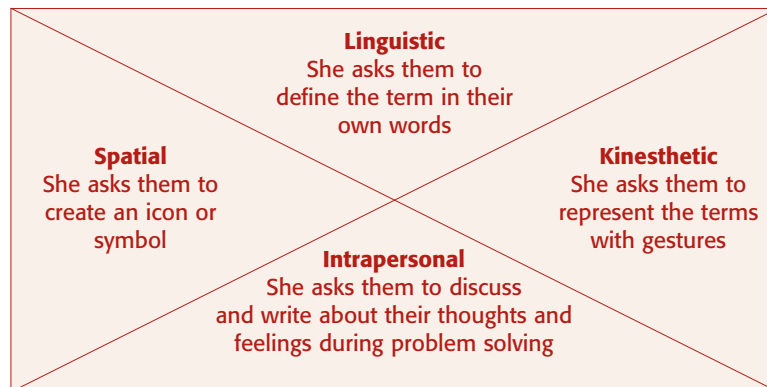 Linguistic
She asks them to
define the term in their
own words
Spatial
She asks them to
create an icon or
symbol
Kinesthetic
She asks them to
represent the terms
with gestures
Intrapersonal
She asks them to discuss
and write about their thoughts and
feelings during problem solving